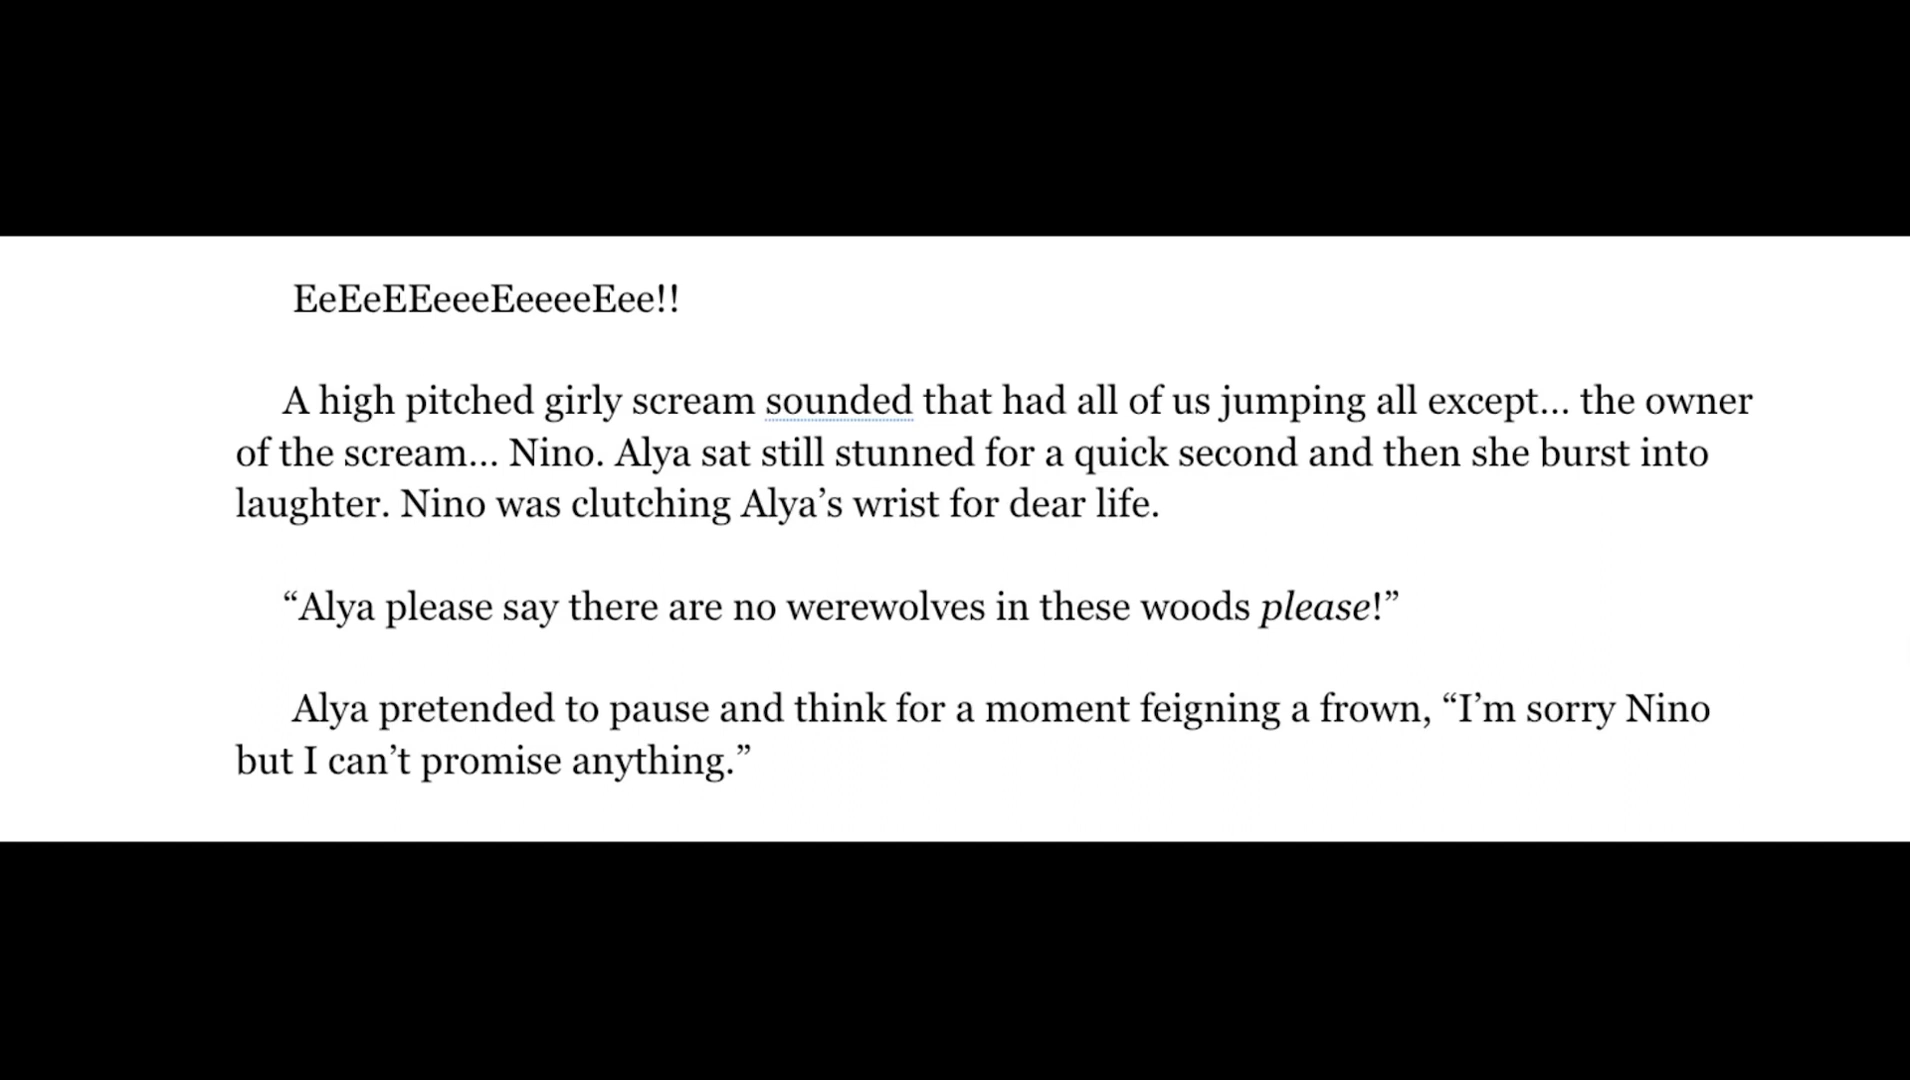 EeEeEEeeeEeeeeEee!!
A high pitched girly scream sounded that had all of us jumping all except... the owner
of the scream... Nino. Alya sat still stunned for a quick second and then she burst into
laughter. Nino was clutching Alya’s wrist for dear life.
“Alya please say there are no werewolves in these woods please!”
Alya pretended to pause and think for a moment feigning a frown, “I’m sorry Nino
but I can’t promise anything.”